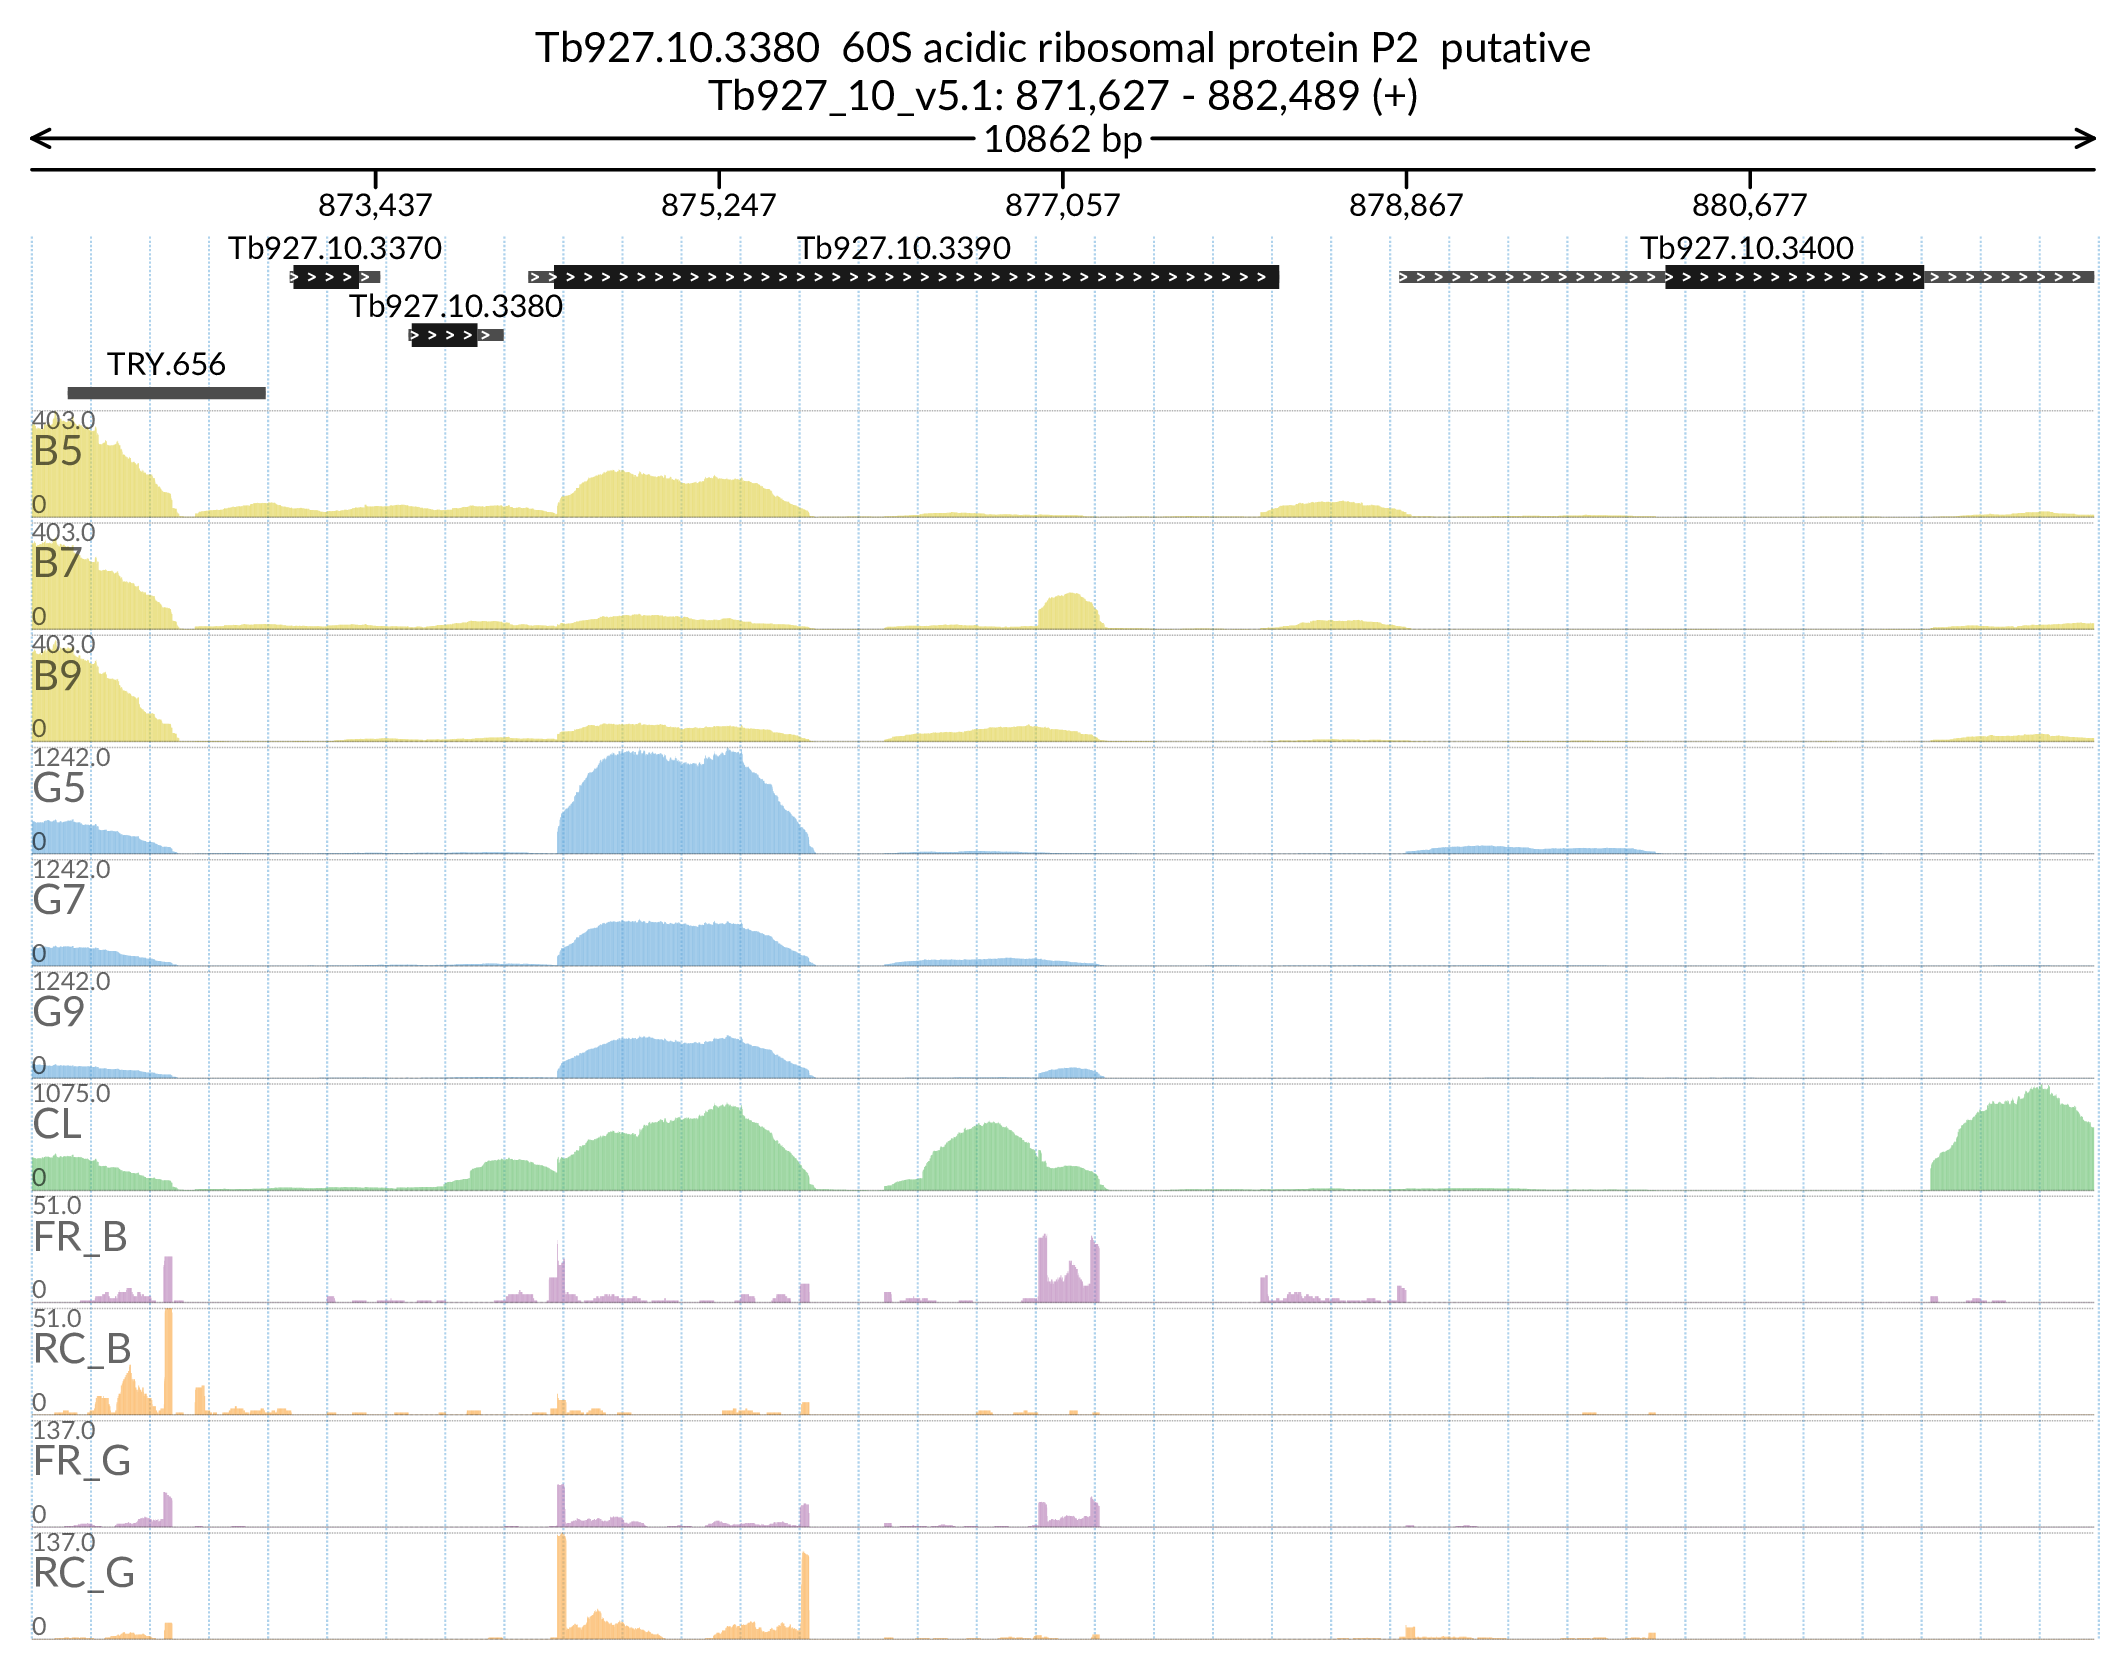 Tb927.10.3380  60S acidic ribosomal protein P2  putative
Tb927_10_v5.1: 871,627 - 882,489 (+)
10862 bp
873,437 875,247 877,057 878,867 880,677
Tb927.10.3370 Tb927.10.3390 Tb927.10.3400
Tb927.10.3380
TRY.656
403.0
B5
0
403.0
B7
0
403.0
B9
0
1242.0
G5
0
1242.0
G7
0
1242.0
G9
0
1075.0
CL
0
51.0
FR_B
0
51.0
RC_B
0
137.0
FR_G
0
137.0
RC_G
0